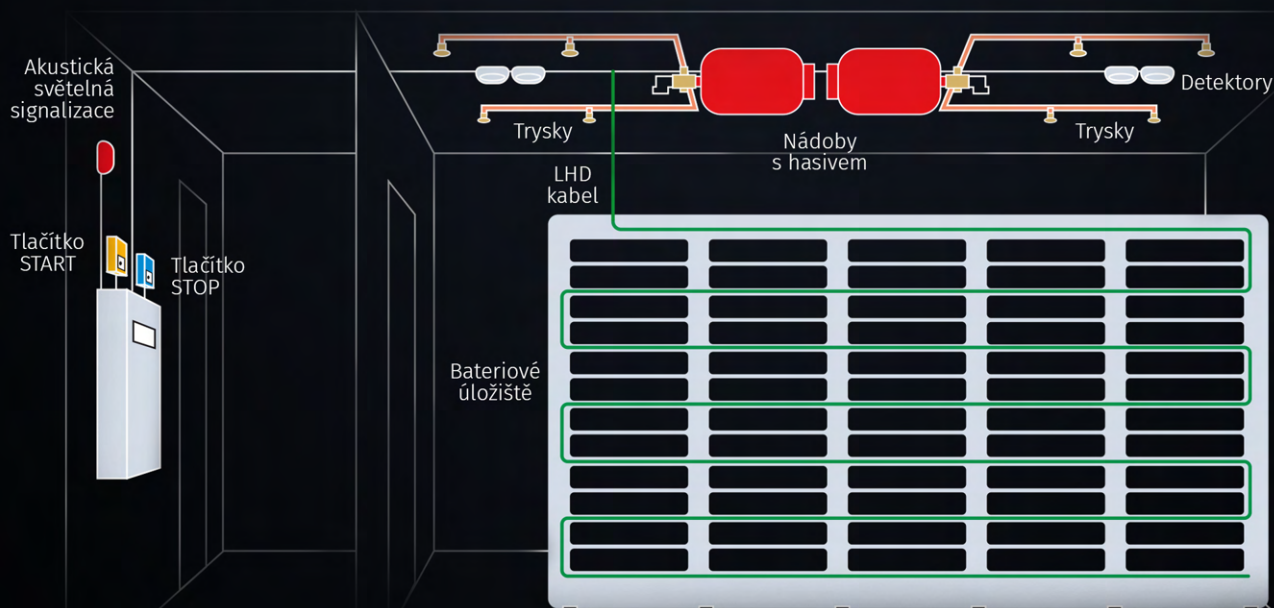 Akustická
světelná
signalizace
Detektory
Trysky
Trysky
Nádoby
s hasivem
LHD
kabel
Tlačítko
START
Tlačítko
STOP
Bateriové
úložiště